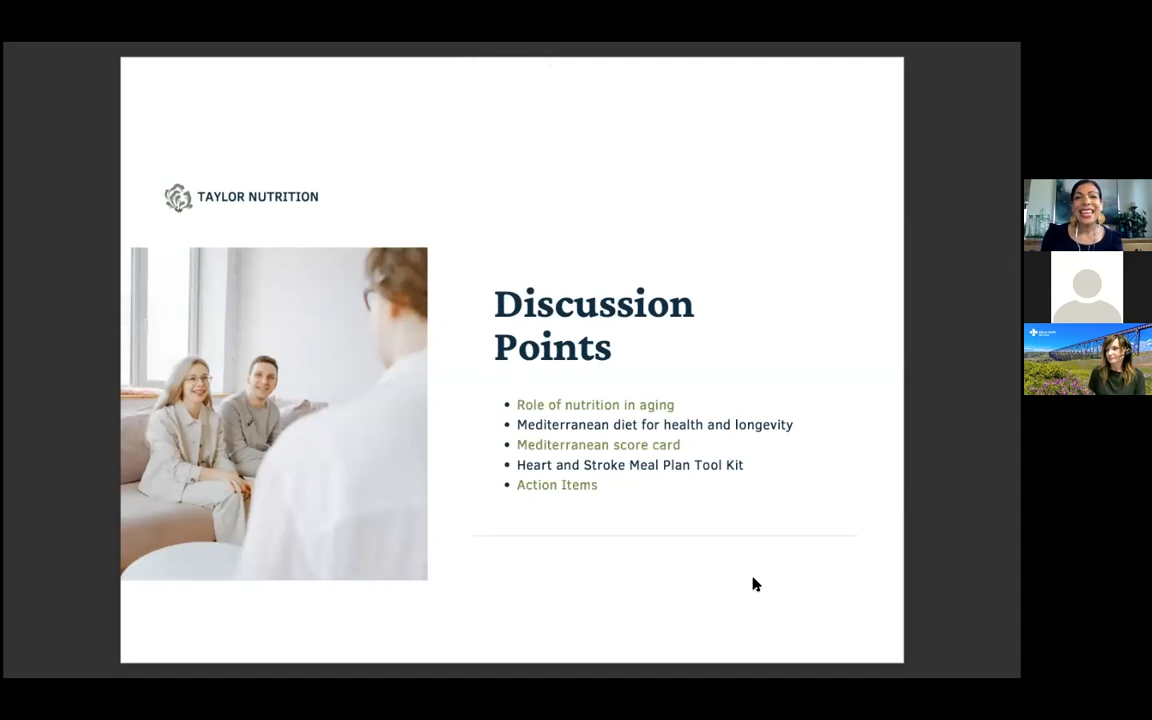 TAYLOR NUTRITION
Discussion
Points
• Role of nutrition in aging
• Mediterranean diet for health and longevity
• Mediterranean score card
• Heart and Stroke Meal Plan Tool Kit
• Action Items